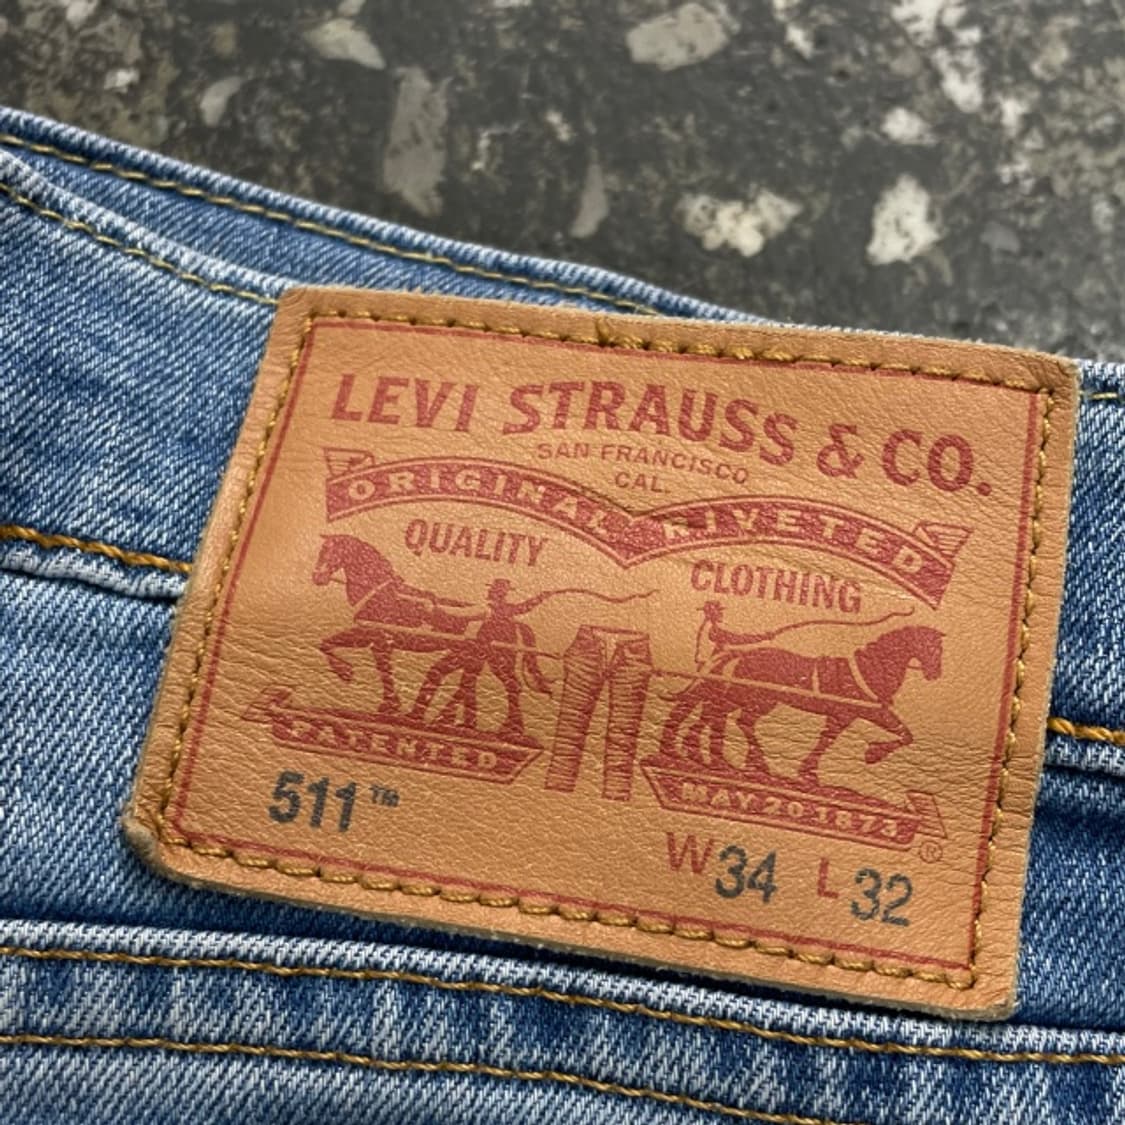 LEVI STRAUSS & CO.
SAN FRANCISCO
CAL.
ORIGINAL RIVETED
QUALITY CLOTHING
PATENTED MAY 20 1873
511™
®
W34 L32